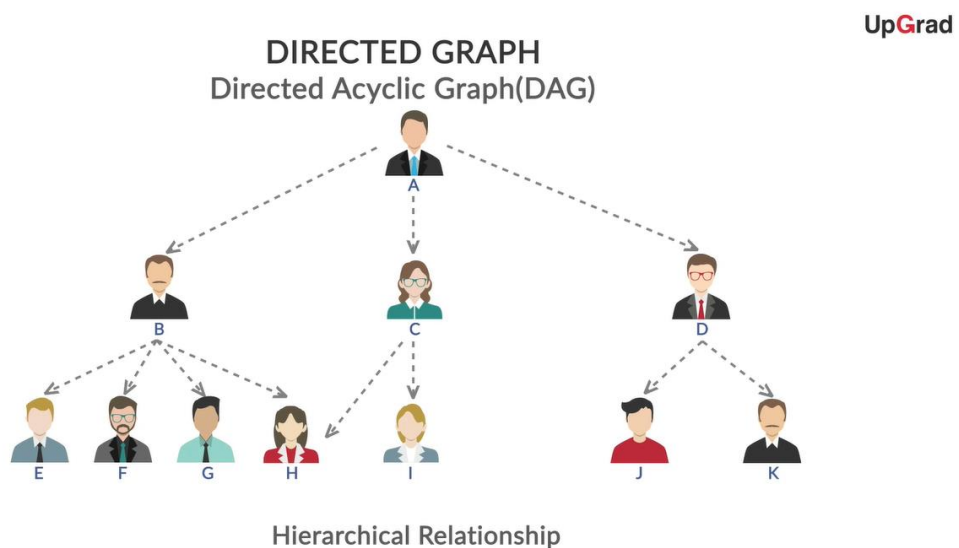 UpGrad
DIRECTED GRAPH
Directed Acyclic Graph(DAG)
A
B
C
D
E
F
G
H
I
J
K
Hierarchical Relationship